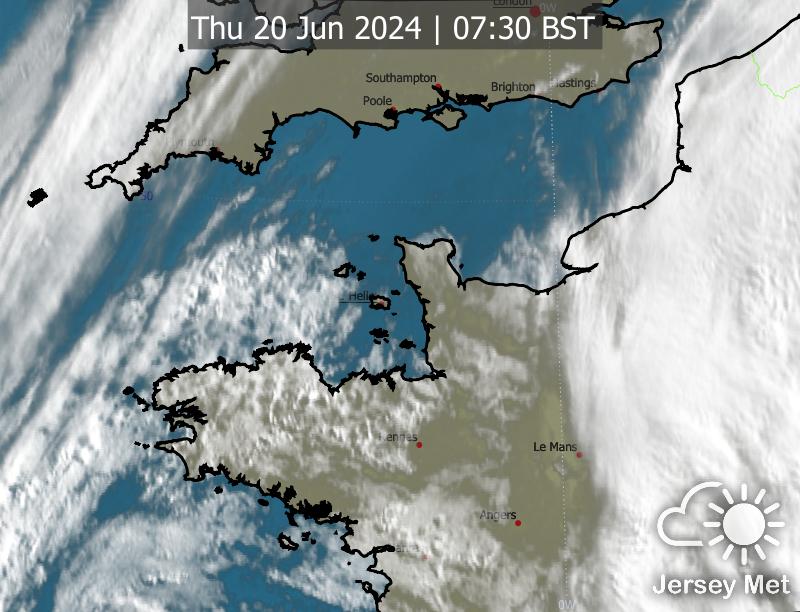 London
0W
Thu 20 Jun 2024 | 07:30 BST
Southampton
Brighton
Hastings
Poole
50
Rennes
Le Mans
Angers
Jersey Met
0W